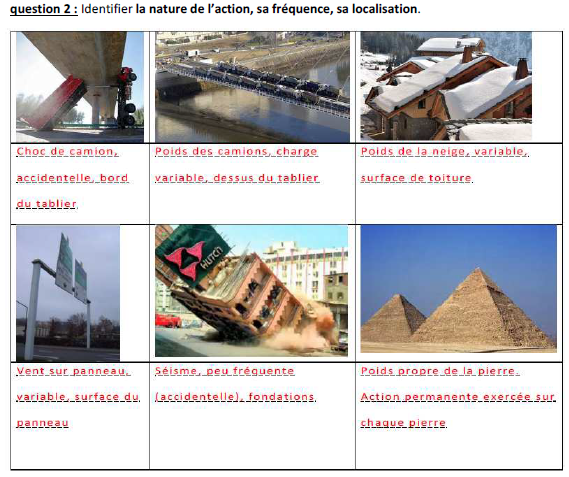 question 2 : Identifier la nature de l’action, sa fréquence, sa localisation.
Choc de camion,
accidentelle, bord
du tablier
Poids des camions, charge
variable, dessus du tablier
Poids de la neige, variable,
surface de toiture
HUTCH
Vent sur panneau,
variable, surface du
panneau
Séisme, peu fréquente
(accidentelle), fondations
Poids propre de la pierre.
Action permanente exercée sur
chaque pierre